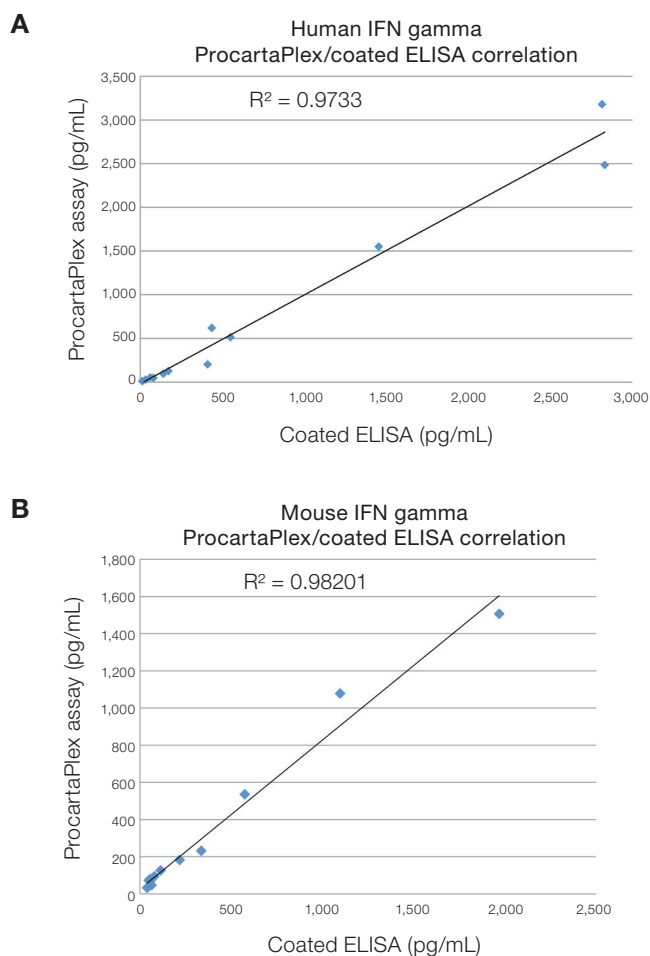 A
Human IFN gamma
ProcartaPlex/coated ELISA correlation
R² = 0.9733
3,500
3,000
2,500
2,000
1,500
1,000
500
0
ProcartaPlex assay (pg/mL)
0 500 1,000 1,500 2,000 2,500 3,000
Coated ELISA (pg/mL)
B
Mouse IFN gamma
ProcartaPlex/coated ELISA correlation
R² = 0.98201
1,800
1,600
1,400
1,200
1,000
800
600
400
200
0
ProcartaPlex assay (pg/mL)
0 500 1,000 1,500 2,000 2,500
Coated ELISA (pg/mL)